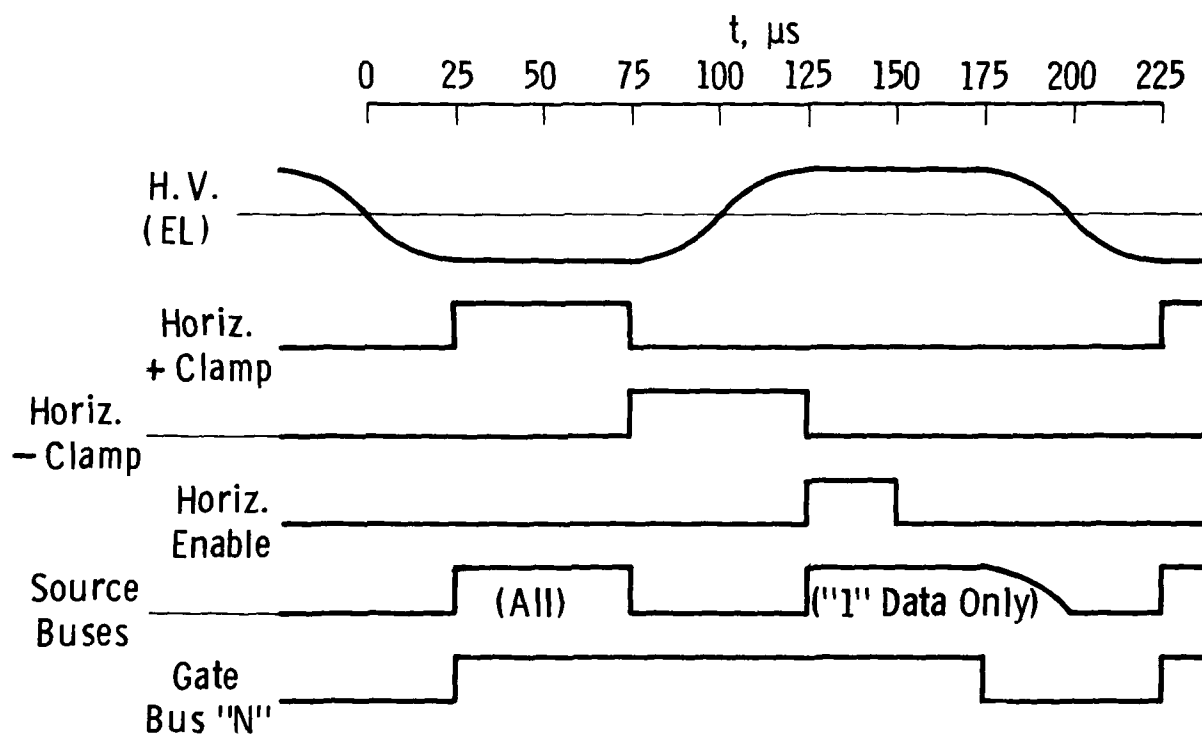 t, μs
0 25 50 75 100 125 150 175 200 225
H.V.
(EL)
Horiz.
+ Clamp
Horiz.
− Clamp
Horiz.
Enable
Source
Buses
(All)
("1" Data Only)
Gate
Bus "N"